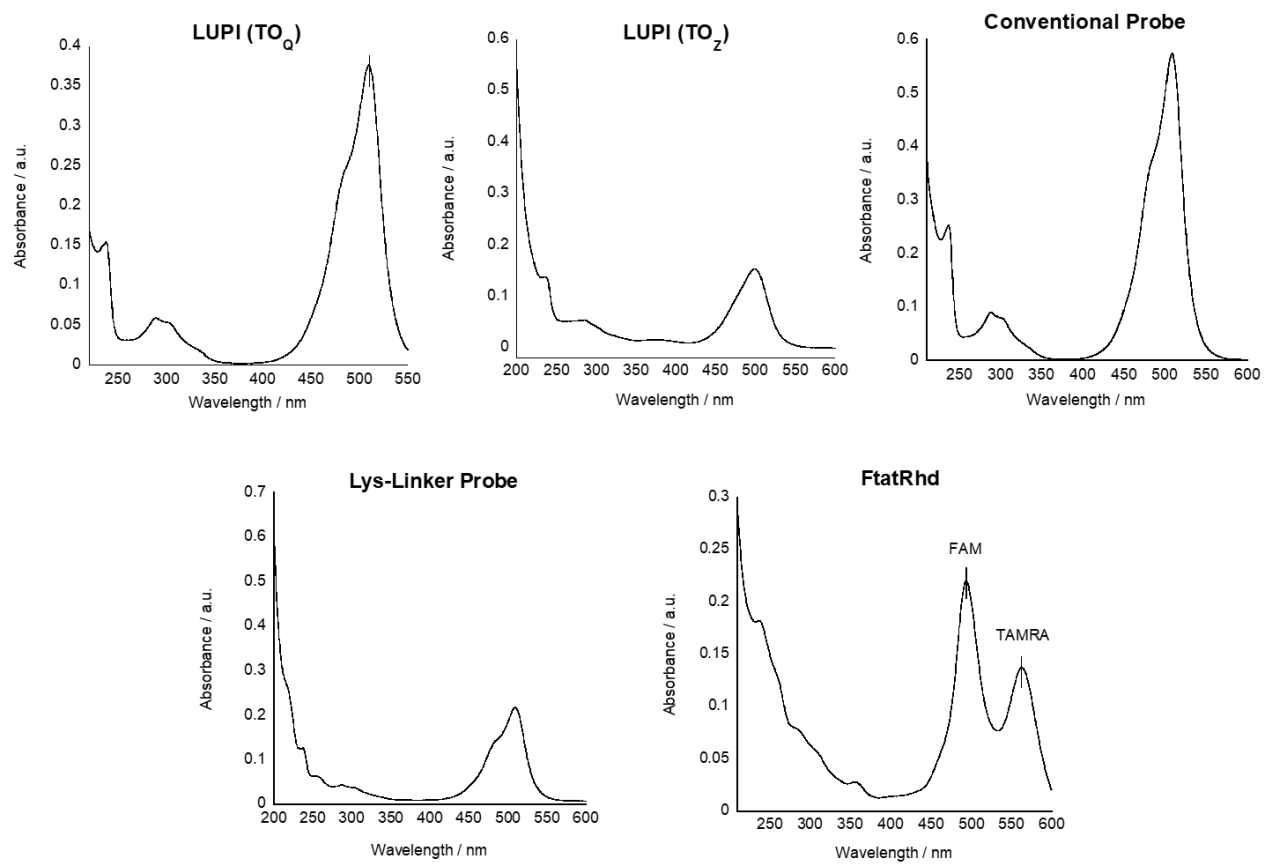 LUPI (TO_Q)
0.4
0.35
0.3
0.25
0.2
0.15
0.1
0.05
0
Absorbance / a.u.
250 300 350 400 450 500 550
Wavelength / nm
LUPI (TO_Z)
0.6
0.5
0.4
0.3
0.2
0.1
0
Absorbance / a.u.
200 250 300 350 400 450 500 550 600
Wavelength / nm
Conventional Probe
0.6
0.5
0.4
0.3
0.2
0.1
0
Absorbance / a.u.
250 300 350 400 450 500 550 600
Wavelength / nm
Lys-Linker Probe
0.7
0.6
0.5
0.4
0.3
0.2
0.1
0
Absorbance / a.u.
200 250 300 350 400 450 500 550 600
Wavelength / nm
FtatRhd
0.3
0.25
0.2
0.15
0.1
0.05
0
Absorbance / a.u.
FAM
TAMRA
250 300 350 400 450 500 550 600
Wavelength / nm